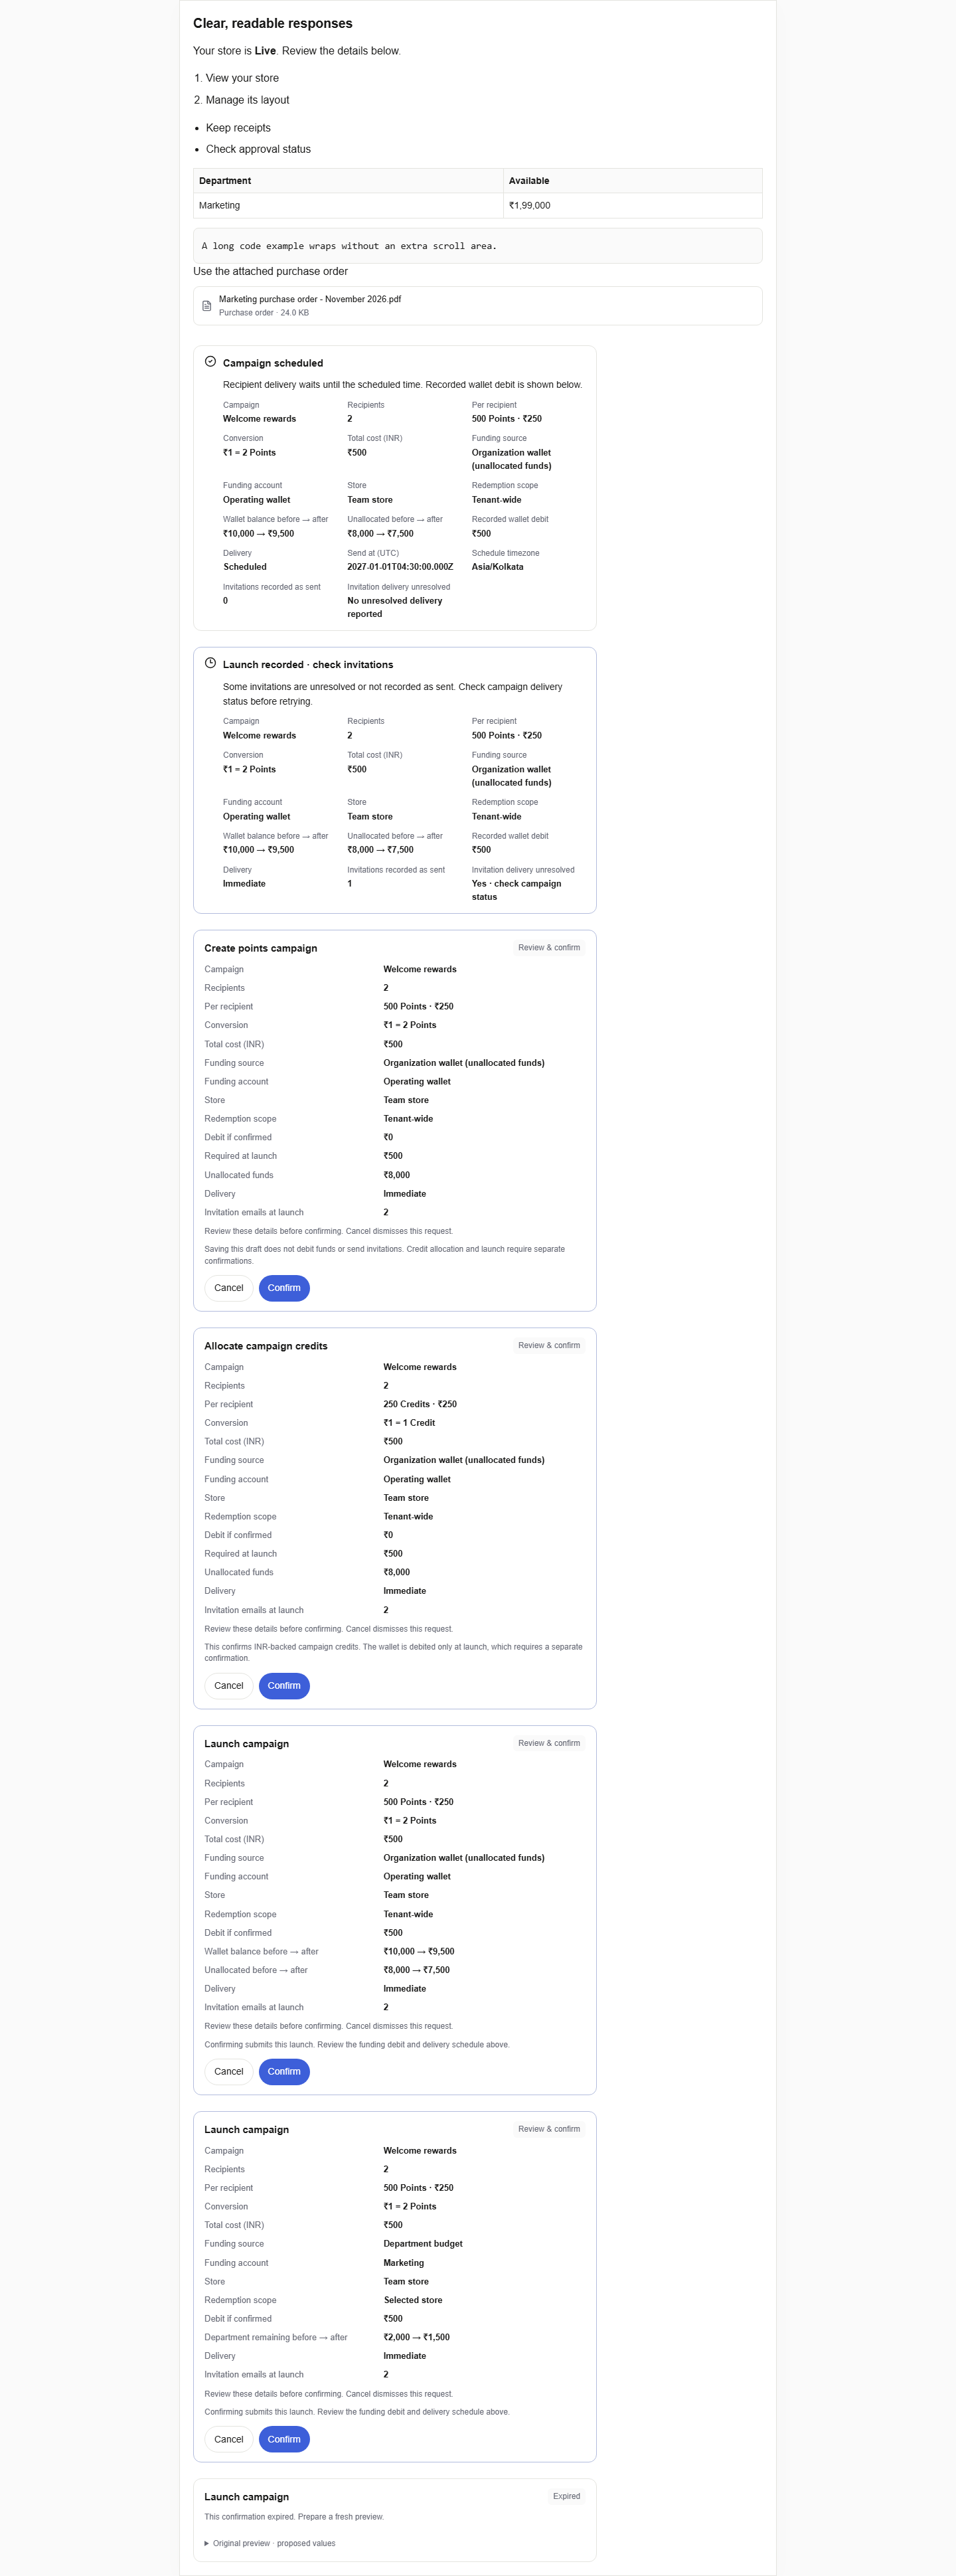 Clear, readable responses
Your store is Live. Review the details below.
1. View your store
2. Manage its layout
• Keep receipts
• Check approval status
Department Available
Marketing ₹1,99,000
A long code example wraps without an extra scroll area.
Use the attached purchase order
Marketing purchase order - November 2026.pdf
Purchase order · 24.0 KB
Campaign scheduled
Recipient delivery waits until the scheduled time. Recorded wallet debit is shown below.
Campaign Recipients Per recipient
Welcome rewards 2 500 Points · ₹250
Conversion Total cost (INR) Funding source
₹1 = 2 Points ₹500 Organization wallet
(unallocated funds)
Funding account Store Redemption scope
Operating wallet Team store Tenant-wide
Wallet balance before → after Unallocated before → after Recorded wallet debit
₹10,000 → ₹9,500 ₹8,000 → ₹7,500 ₹500
Delivery Send at (UTC) Schedule timezone
Scheduled 2027-01-01T04:30:00.000Z Asia/Kolkata
Invitations recorded as sent Invitation delivery unresolved
0 No unresolved delivery
reported
Launch recorded · check invitations
Some invitations are unresolved or not recorded as sent. Check campaign delivery
status before retrying.
Campaign Recipients Per recipient
Welcome rewards 2 500 Points · ₹250
Conversion Total cost (INR) Funding source
₹1 = 2 Points ₹500 Organization wallet
(unallocated funds)
Funding account Store Redemption scope
Operating wallet Team store Tenant-wide
Wallet balance before → after Unallocated before → after Recorded wallet debit
₹10,000 → ₹9,500 ₹8,000 → ₹7,500 ₹500
Delivery Invitations recorded as sent Invitation delivery unresolved
Immediate 1 Yes · check campaign
status
Create points campaign Review & confirm
Campaign Welcome rewards
Recipients 2
Per recipient 500 Points · ₹250
Conversion ₹1 = 2 Points
Total cost (INR) ₹500
Funding source Organization wallet (unallocated funds)
Funding account Operating wallet
Store Team store
Redemption scope Tenant-wide
Debit if confirmed ₹0
Required at launch ₹500
Unallocated funds ₹8,000
Delivery Immediate
Invitation emails at launch 2
Review these details before confirming. Cancel dismisses this request.
Saving this draft does not debit funds or send invitations. Credit allocation and launch require separate
confirmations.
Cancel Confirm
Allocate campaign credits Review & confirm
Campaign Welcome rewards
Recipients 2
Per recipient 250 Credits · ₹250
Conversion ₹1 = 1 Credit
Total cost (INR) ₹500
Funding source Organization wallet (unallocated funds)
Funding account Operating wallet
Store Team store
Redemption scope Tenant-wide
Debit if confirmed ₹0
Required at launch ₹500
Unallocated funds ₹8,000
Delivery Immediate
Invitation emails at launch 2
Review these details before confirming. Cancel dismisses this request.
This confirms INR-backed campaign credits. The wallet is debited only at launch, which requires a separate
confirmation.
Cancel Confirm
Launch campaign Review & confirm
Campaign Welcome rewards
Recipients 2
Per recipient 500 Points · ₹250
Conversion ₹1 = 2 Points
Total cost (INR) ₹500
Funding source Organization wallet (unallocated funds)
Funding account Operating wallet
Store Team store
Redemption scope Tenant-wide
Debit if confirmed ₹500
Wallet balance before → after ₹10,000 → ₹9,500
Unallocated before → after ₹8,000 → ₹7,500
Delivery Immediate
Invitation emails at launch 2
Review these details before confirming. Cancel dismisses this request.
Confirming submits this launch. Review the funding debit and delivery schedule above.
Cancel Confirm
Launch campaign Review & confirm
Campaign Welcome rewards
Recipients 2
Per recipient 500 Points · ₹250
Conversion ₹1 = 2 Points
Total cost (INR) ₹500
Funding source Department budget
Funding account Marketing
Store Team store
Redemption scope Selected store
Debit if confirmed ₹500
Department remaining before → after ₹2,000 → ₹1,500
Delivery Immediate
Invitation emails at launch 2
Review these details before confirming. Cancel dismisses this request.
Confirming submits this launch. Review the funding debit and delivery schedule above.
Cancel Confirm
Launch campaign Expired
This confirmation expired. Prepare a fresh preview.
▶ Original preview · proposed values